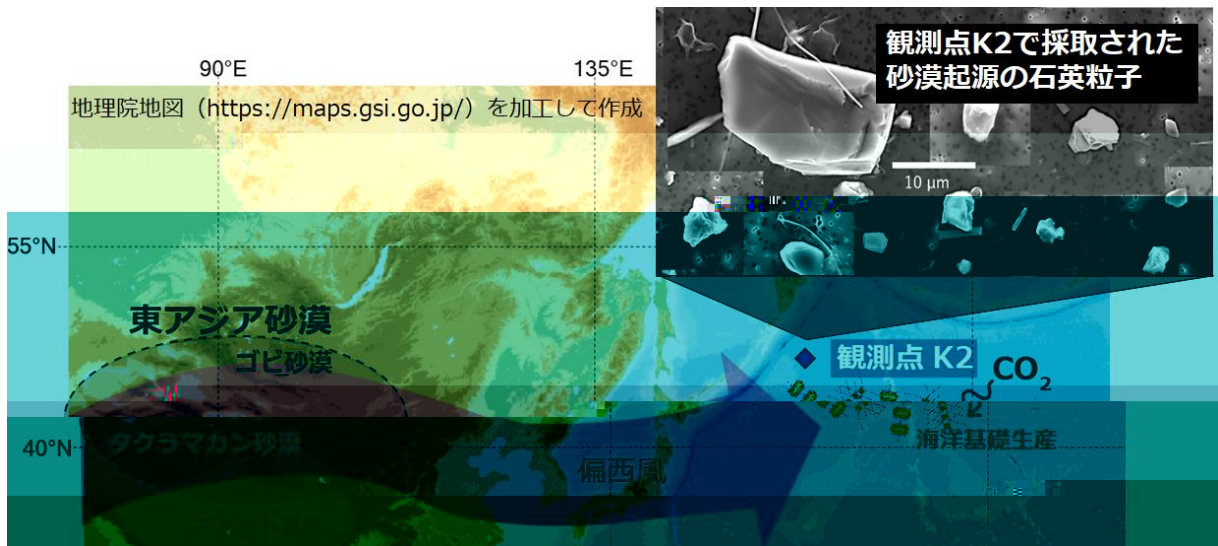 観測点K2で採取された
砂漠起源の石英粒子
90°E
135°E
地理院地図（https://maps.gsi.go.jp/）を加工して作成
10 μm
55°N
東アジア砂漠
ゴビ砂漠
観測点 K2
CO₂
タクラマカン砂漠
海洋基礎生産
40°N
偏西風